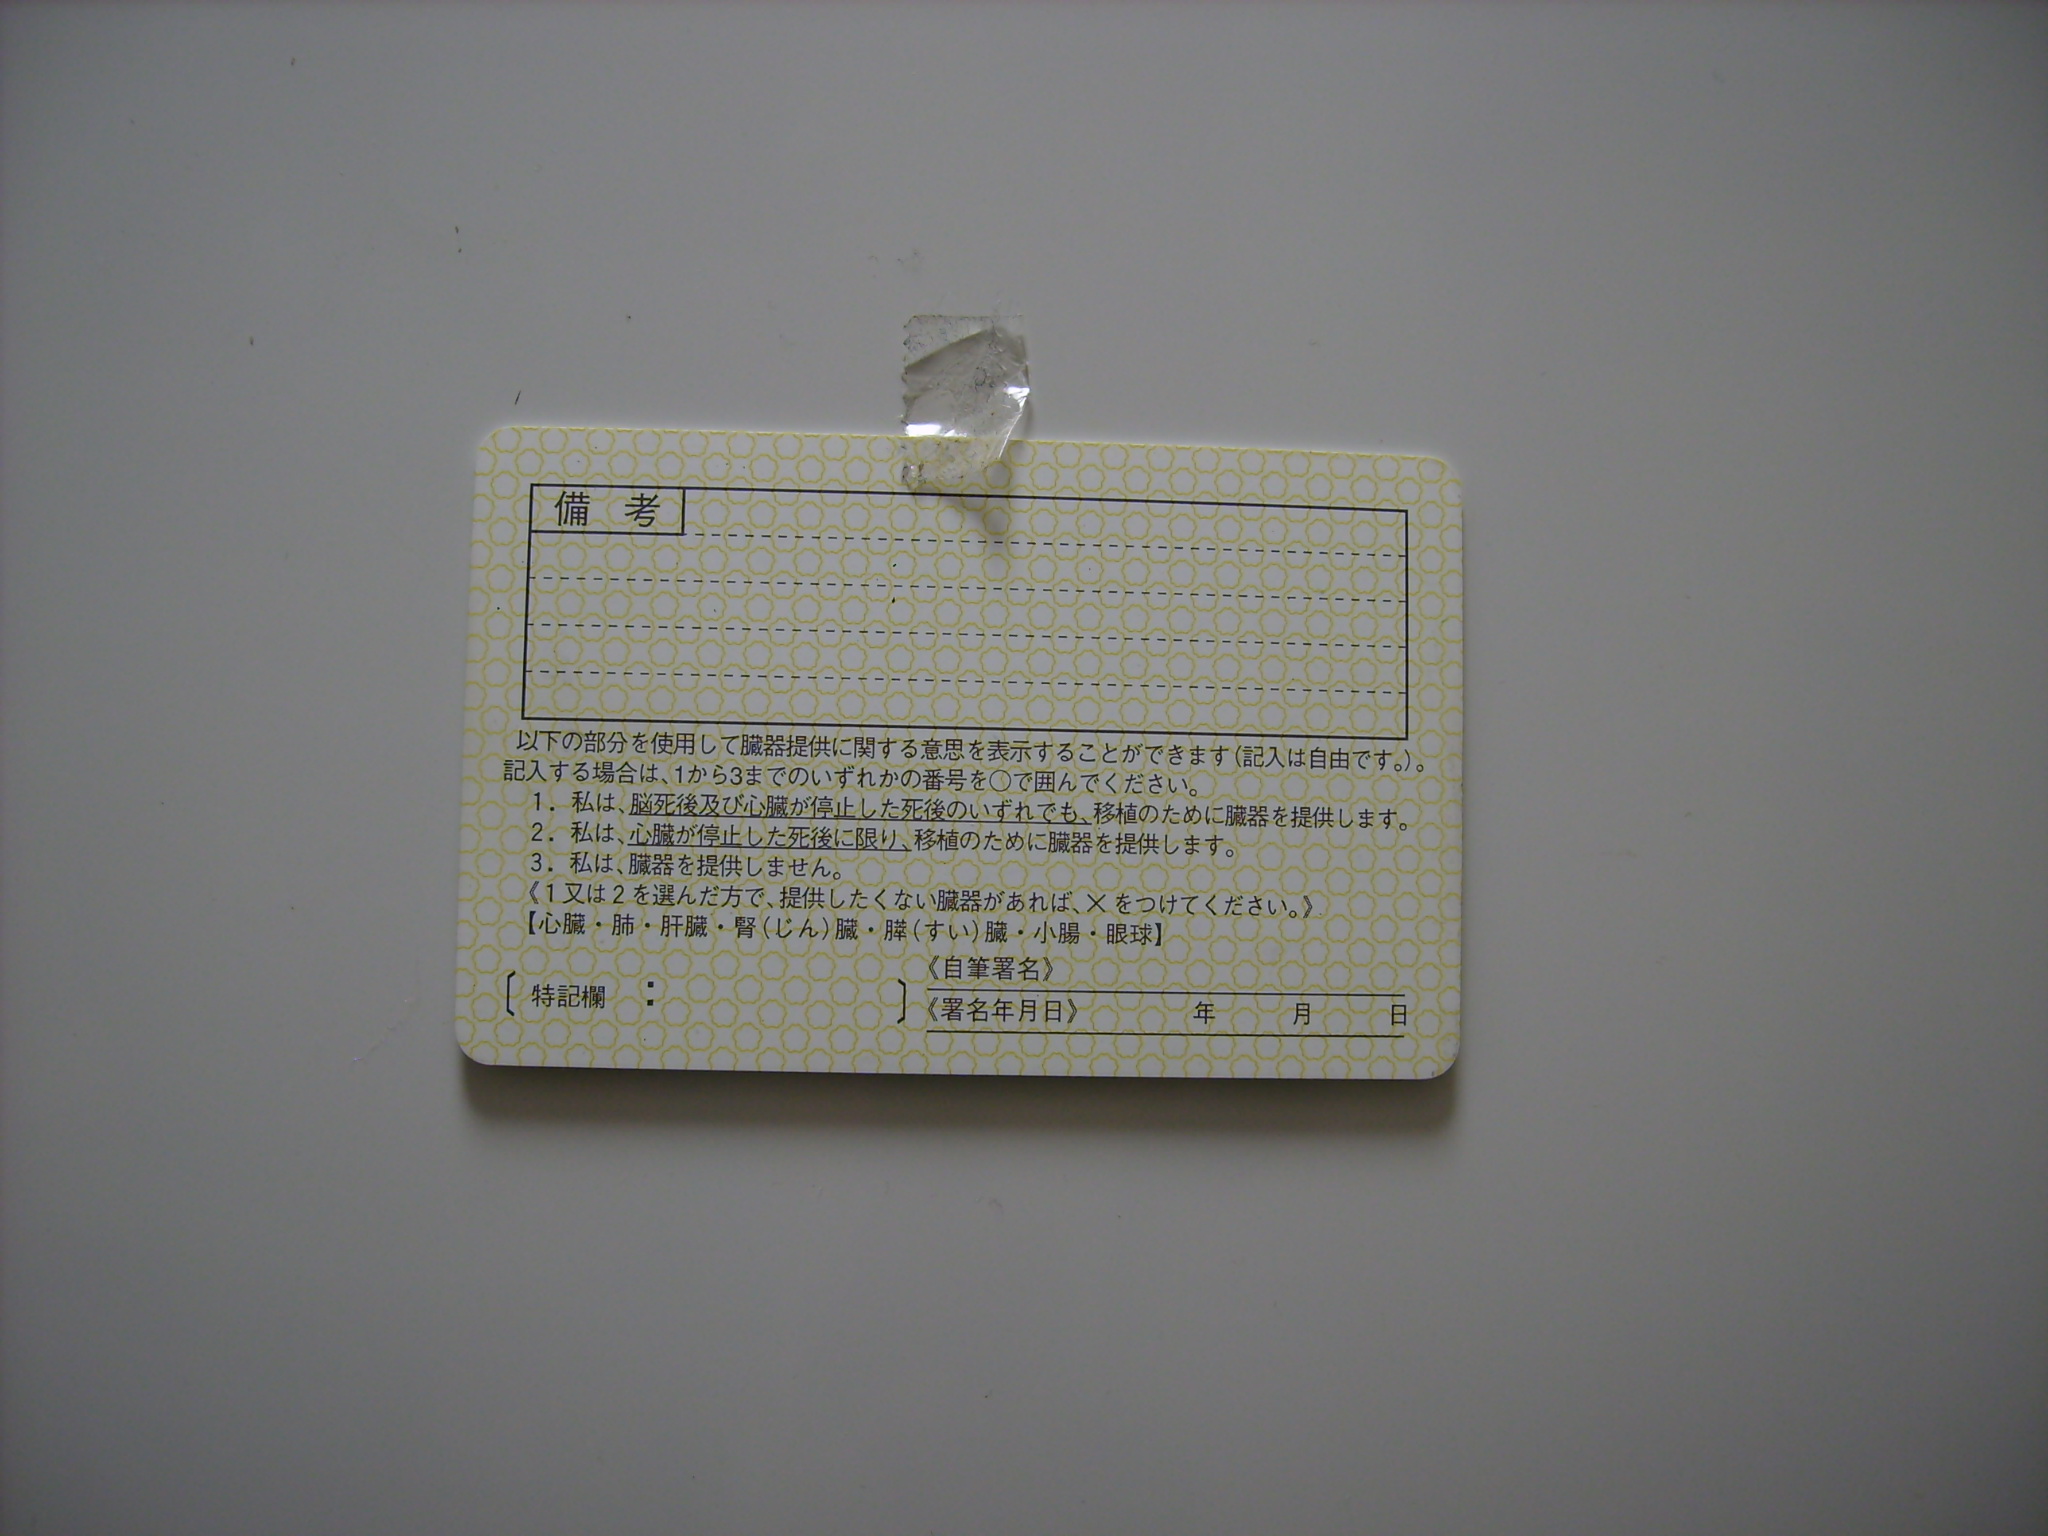 備 考
以下の部分を使用して臓器提供に関する意思を表示することができます(記入は自由です。)。
記入する場合は、1から3までのいずれかの番号を○で囲んでください。
1. 私は、脳死後及び心臓が停止した死後のいずれでも、移植のために臓器を提供します。
2. 私は、心臓が停止した死後に限り、移植のために臓器を提供します。
3. 私は、臓器を提供しません。
《1又は2を選んだ方で、提供したくない臓器があれば、×をつけてください。》
【心臓・肺・肝臓・腎(じん)臓・膵(すい)臓・小腸・眼球】
〔特記欄 : 〕
《自筆署名》
《署名年月日》 年 月 日